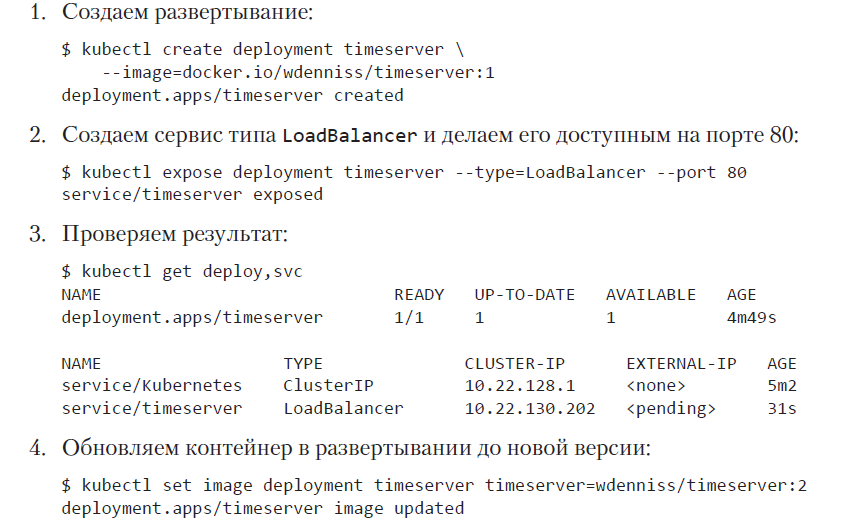 1. Создаем развертывание:
$ kubectl create deployment timeserver \
--image=docker.io/wdenniss/timeserver:1
deployment.apps/timeserver created
2. Создаем сервис типа LoadBalancer и делаем его доступным на порте 80:
$ kubectl expose deployment timeserver --type=LoadBalancer --port 80
service/timeserver exposed
3. Проверяем результат:
$ kubectl get deploy,svc
NAME READY UP-TO-DATE AVAILABLE AGE
deployment.apps/timeserver 1/1 1 1 4m49s
NAME TYPE CLUSTER-IP EXTERNAL-IP AGE
service/Kubernetes ClusterIP 10.22.128.1 <none> 5m2
service/timeserver LoadBalancer 10.22.130.202 <pending> 31s
4. Обновляем контейнер в развертывании до новой версии:
$ kubectl set image deployment timeserver timeserver=wdenniss/timeserver:2
deployment.apps/timeserver image updated